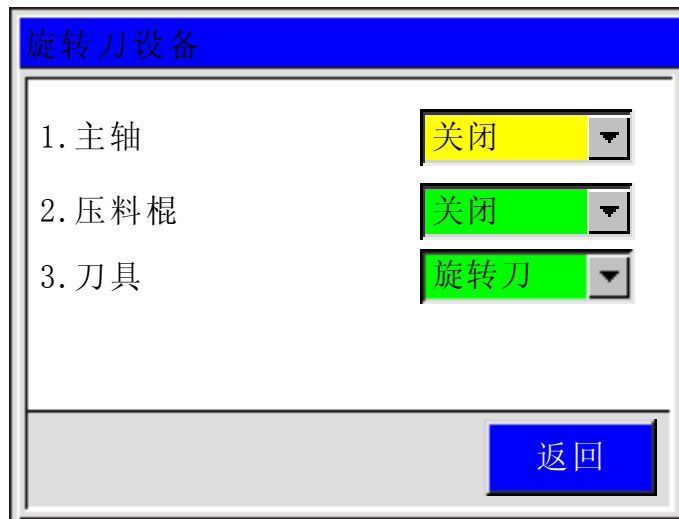 旋转刀设备
1.主轴 关闭
2.压料棍 关闭
3.刀具 旋转刀
返回